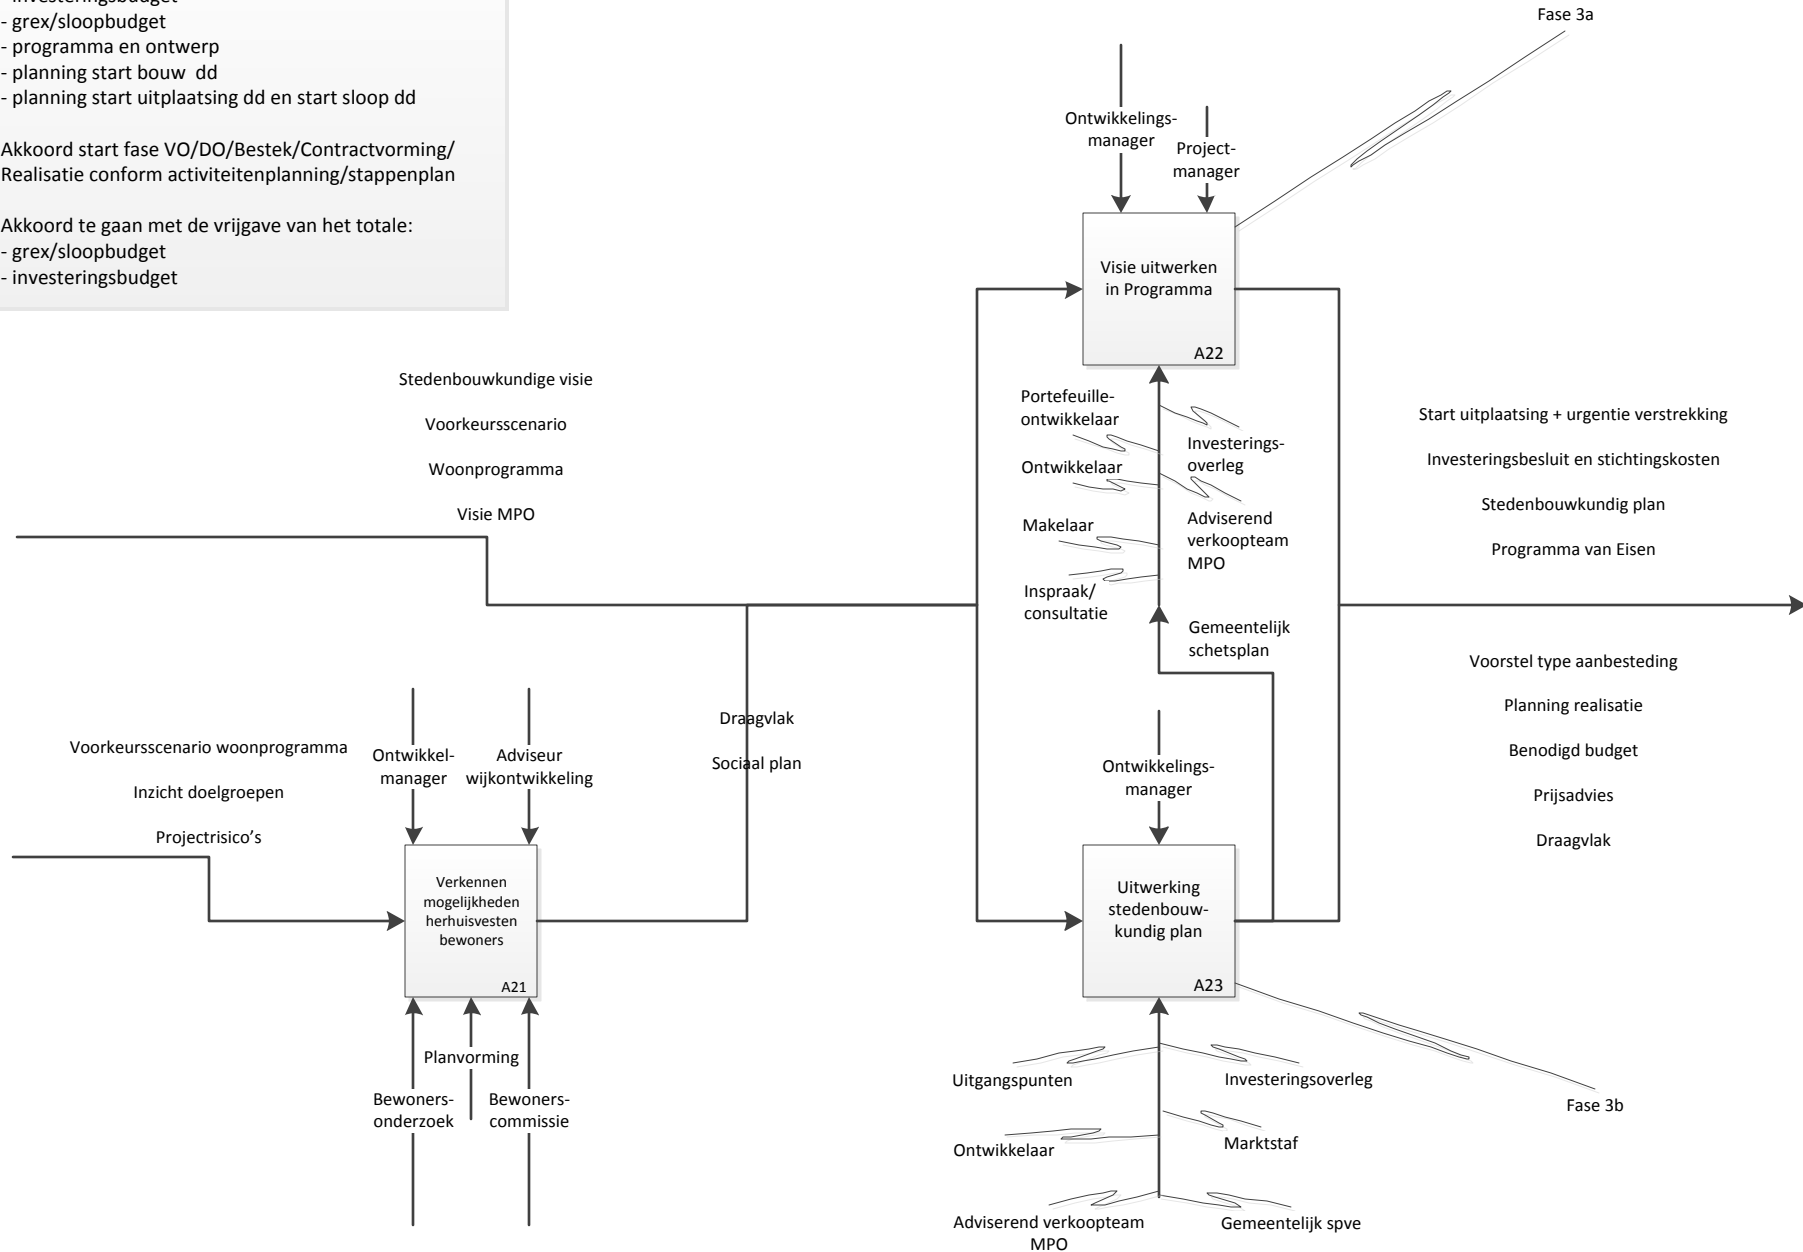 - investeringsbudget
- grex/sloopbudget
- programma en ontwerp
- planning start bouw  dd
- planning start uitplaatsing dd en start sloop dd
Akkoord start fase VO/DO/Bestek/Contractvorming/
Realisatie conform activiteitenplanning/stappenplan
Akkoord te gaan met de vrijgave van het totale:
- grex/sloopbudget
- investeringsbudget
Fase 3a
Ontwikkelings-
manager
Project-
manager
Visie uitwerken
in Programma
A22
Stedenbouwkundige visie
Voorkeursscenario
Woonprogramma
Visie MPO
Portefeuille-
ontwikkelaar
Ontwikkelaar
Makelaar
Inspraak/
consultatie
Investerings-
overleg
Adviserend
verkoopteam
MPO
Gemeentelijk
schetsplan
Start uitplaatsing + urgentie verstrekking
Investeringsbesluit en stichtingskosten
Stedenbouwkundig plan
Programma van Eisen
Voorstel type aanbesteding
Planning realisatie
Benodigd budget
Prijsadvies
Draagvlak
Voorkeursscenario woonprogramma
Inzicht doelgroepen
Projectrisico’s
Ontwikkel-
manager
Adviseur
wijkontwikkeling
Draagvlak
Sociaal plan
Verkennen
mogelijkheden
herhuisvesten
bewoners
A21
Planvorming
Bewoners-
onderzoek
Bewoners-
commissie
Ontwikkelings-
manager
Uitwerking
stedenbouw-
kundig plan
A23
Uitgangspunten
Ontwikkelaar
Adviserend verkoopteam
MPO
Investeringsoverleg
Marktstaf
Gemeentelijk spve
Fase 3b